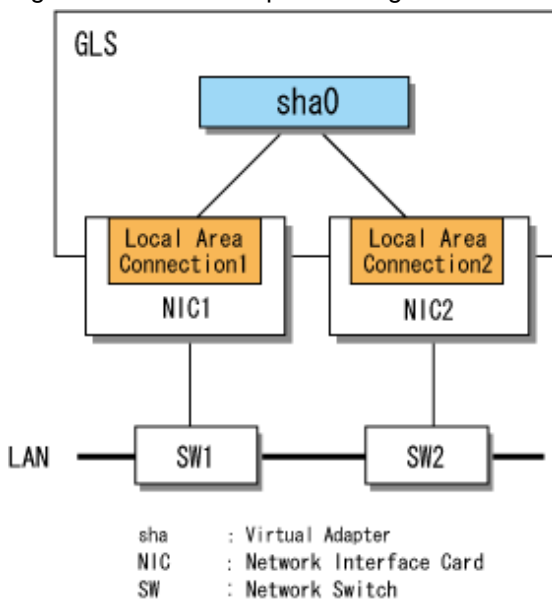 GLS
sha0
Local Area
Connection1
Local Area
Connection2
NIC1
NIC2
LAN
SW1
SW2
sha : Virtual Adapter
NIC : Network Interface Card
SW : Network Switch